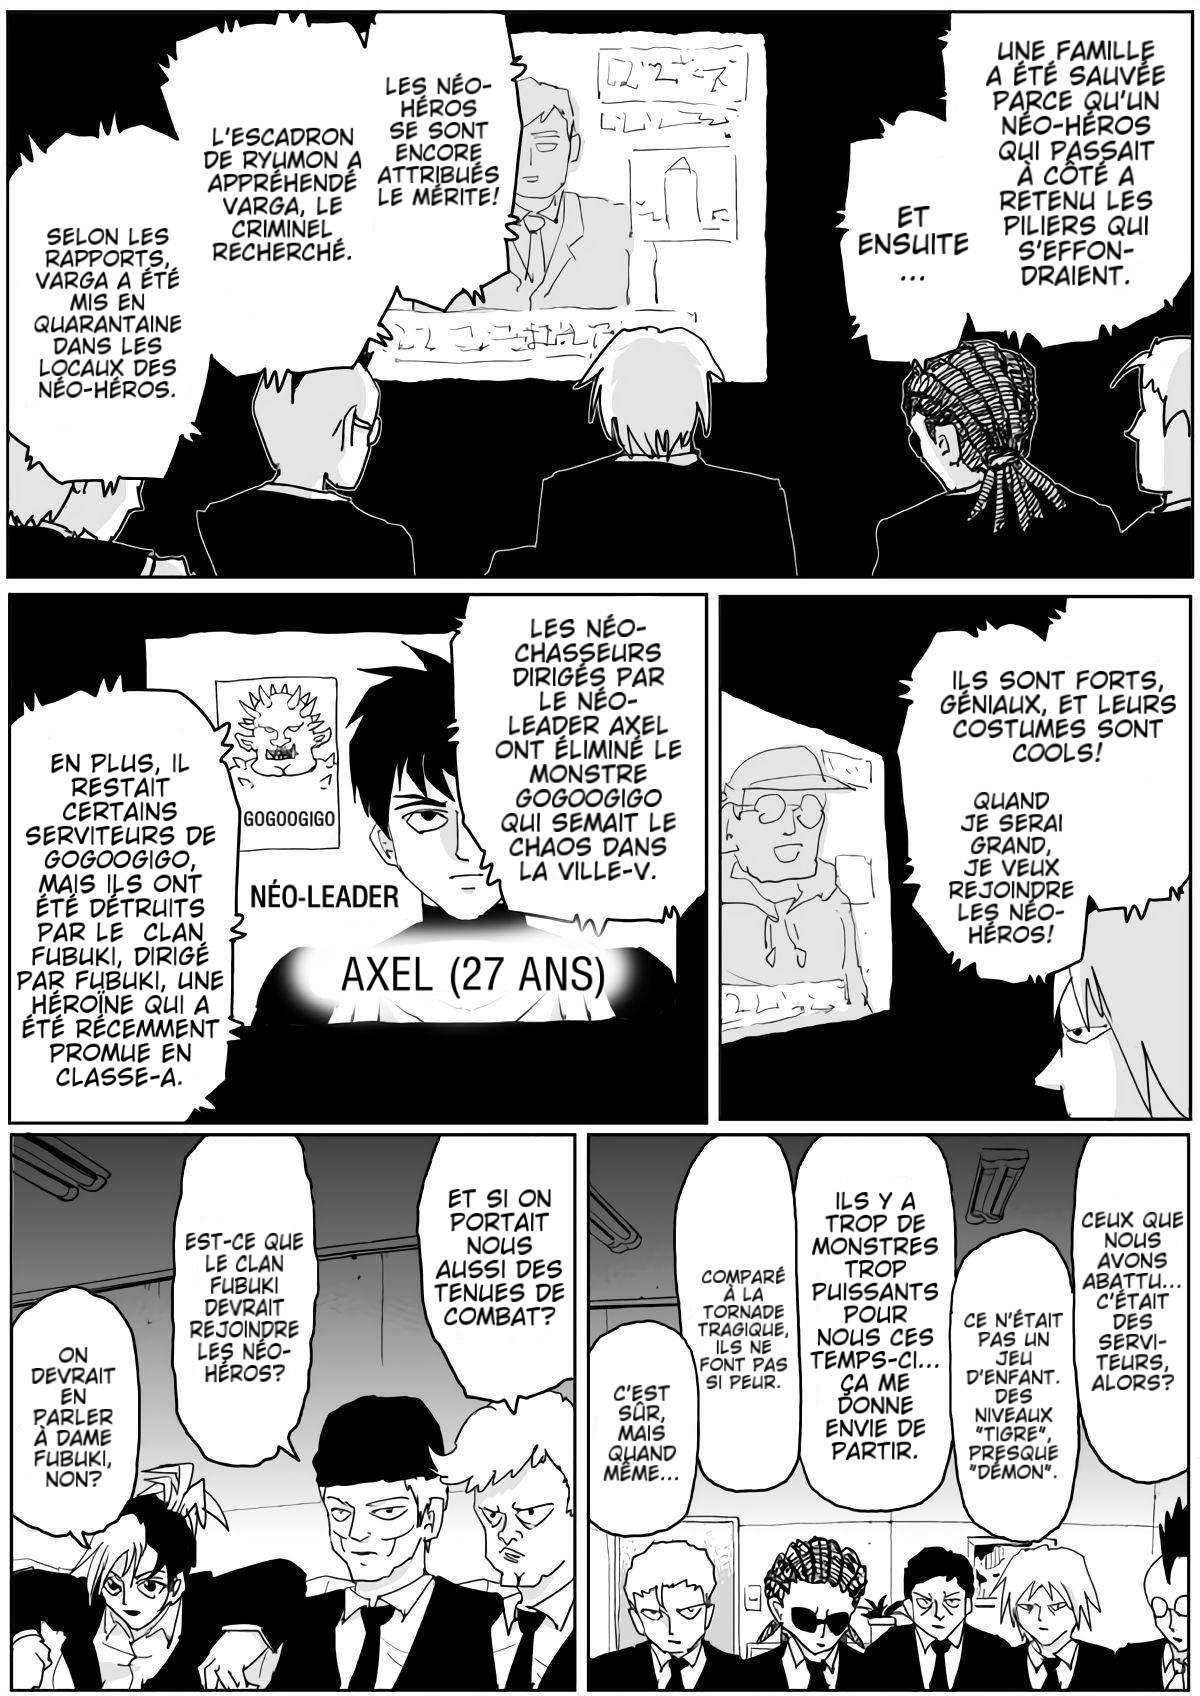 UNE FAMILLE
A ÉTÉ SAUVÉE
PARCE QU'UN
NÉO-HÉROS
QUI PASSAIT
À CÔTÉ A
RETENU LES
PILIERS QUI
S'EFFON-
DRAIENT.
ET
ENSUITE
...
LES NÉO-
HÉROS
SE SONT
ENCORE
ATTRIBUÉS
LE MÉRITE!
L'ESCADRON
DE RYUMON A
APPRÉHENDÉ
VARGA, LE
CRIMINEL
RECHERCHÉ.
SELON LES
RAPPORTS,
VARGA A ÉTÉ
MIS EN
QUARANTAINE
DANS LES
LOCAUX DES
NÉO-HÉROS.
ILS SONT FORTS,
GÉNIAUX, ET LEURS
COSTUMES SONT
COOLS!
QUAND
JE SERAI
GRAND,
JE VEUX
REJOINDRE
LES NÉO-
HÉROS!
LES NÉO-
CHASSEURS
DIRIGÉS PAR
LE NÉO-
LEADER AXEL
ONT ÉLIMINÉ LE
MONSTRE
GOGOOGIGO
QUI SEMAIT LE
CHAOS DANS
LA VILLE-V.
GOGOOGIGO
NÉO-LEADER
AXEL (27 ANS)
EN PLUS, IL
RESTAIT
CERTAINS
SERVITEURS DE
GOGOOGIGO,
MAIS ILS ONT
ÉTÉ DÉTRUITS
PAR LE CLAN
FUBUKI, DIRIGÉ
PAR FUBUKI, UNE
HÉROÏNE QUI A
ÉTÉ RÉCEMMENT
PROMUE EN
CLASSE-A.
CEUX QUE
NOUS
AVONS
ABATTU...
C'ÉTAIT
DES
SERVI-
TEURS,
ALORS?
CE N'ÉTAIT
PAS UN
JEU
D'ENFANT.
DES
NIVEAUX
"TIGRE",
PRESQUE
"DÉMON".
ILS Y A
TROP DE
MONSTRES
TROP
PUISSANTS
POUR
NOUS CES
TEMPS-CI...
ÇA ME
DONNE
ENVIE DE
PARTIR.
COMPARÉ
À LA
TORNADE
TRAGIQUE,
ILS NE
FONT PAS
SI PEUR.
C'EST
SÛR,
MAIS
QUAND
MÊME...
ET SI ON
PORTAIT
NOUS
AUSSI DES
TENUES DE
COMBAT?
EST-CE QUE
LE CLAN
FUBUKI
DEVRAIT
REJOINDRE
LES NÉO-
HÉROS?
ON
DEVRAIT
EN
PARLER
À DAME
FUBUKI,
NON?